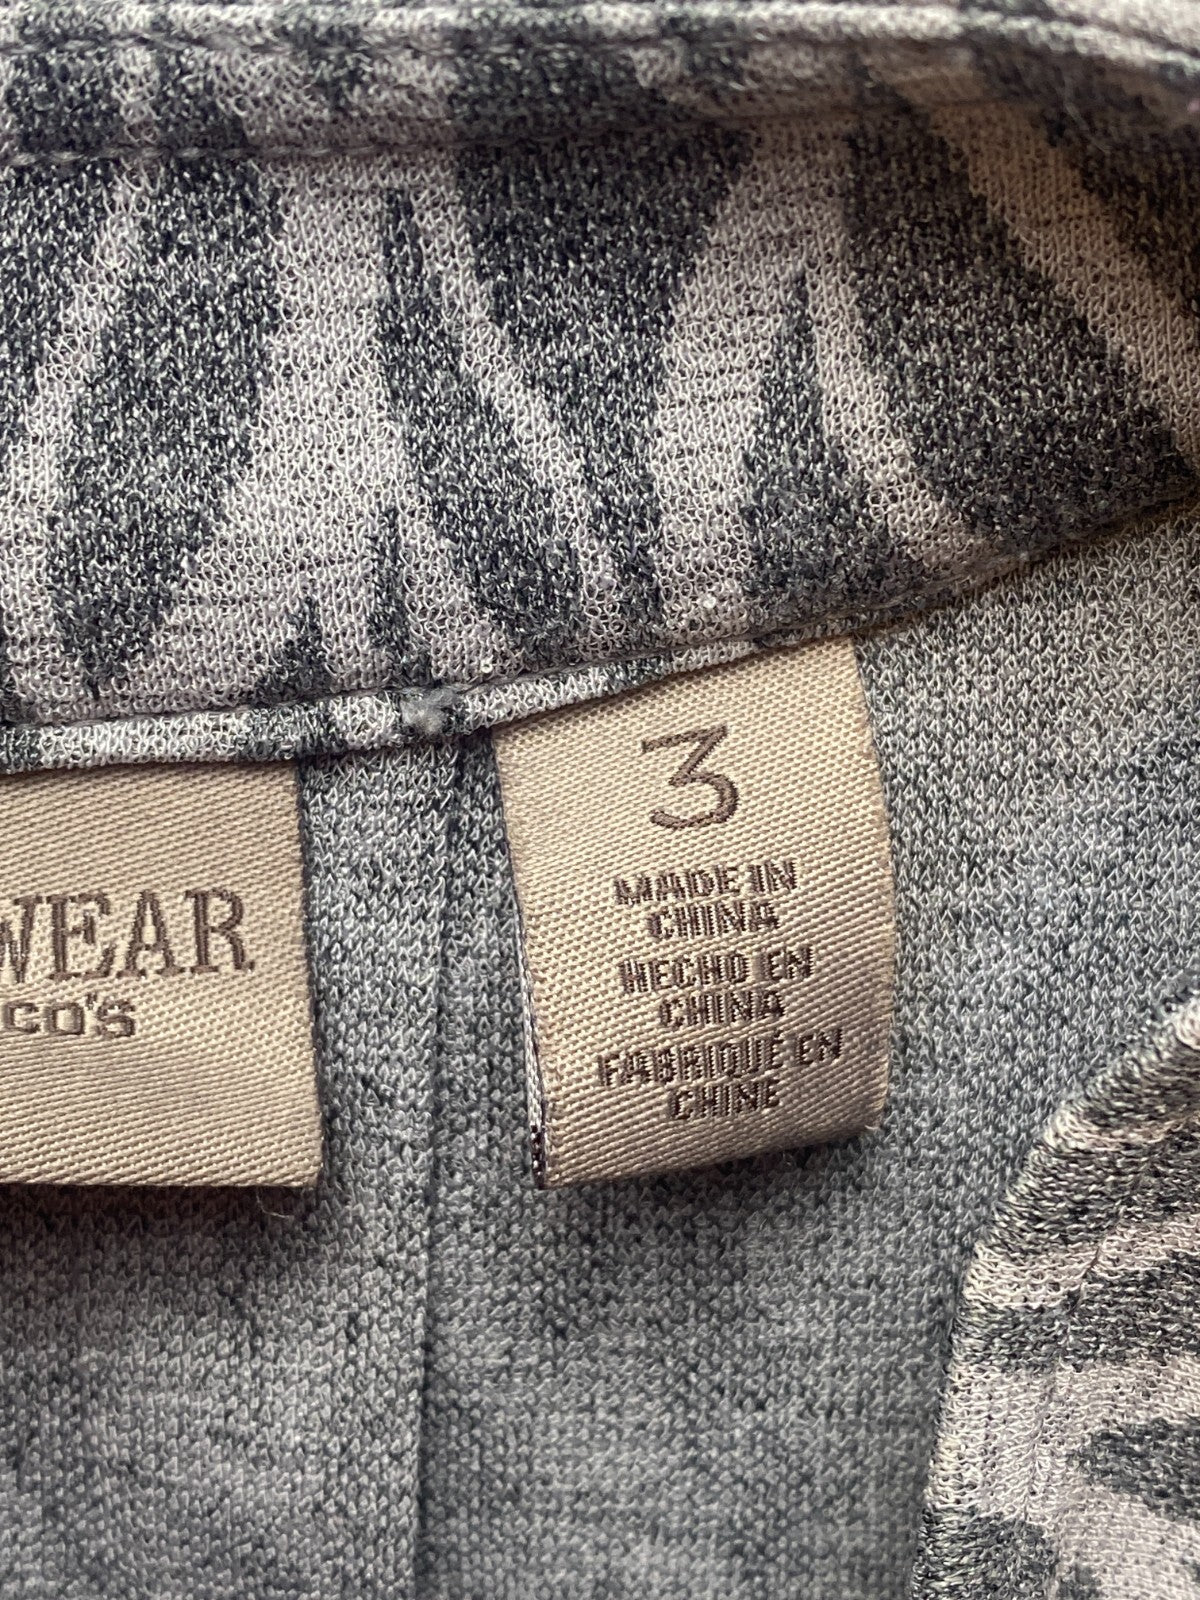 WEAR
CO'S
3
MADE IN
CHINA
HECHO EN
CHINA
FABRIQUÉ EN
CHINE